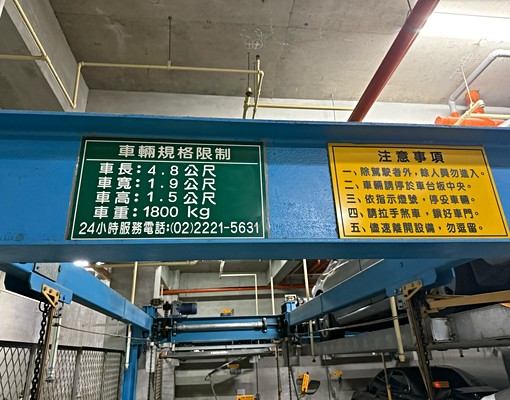 車輛規格限制
車長:4.8公尺
車寬:1.9公尺
車高:1.5公尺
車重:1800 Kg
24小時服務電話:(02)2221-5631
注意事項
一、除駕駛者外，餘人員勿進入。
二、車輛請停於車台板中央。
三、依指示燈號，停妥車輛。
四、請拉手煞車，鎖好車門。
五、儘速離開設備，勿逗留。